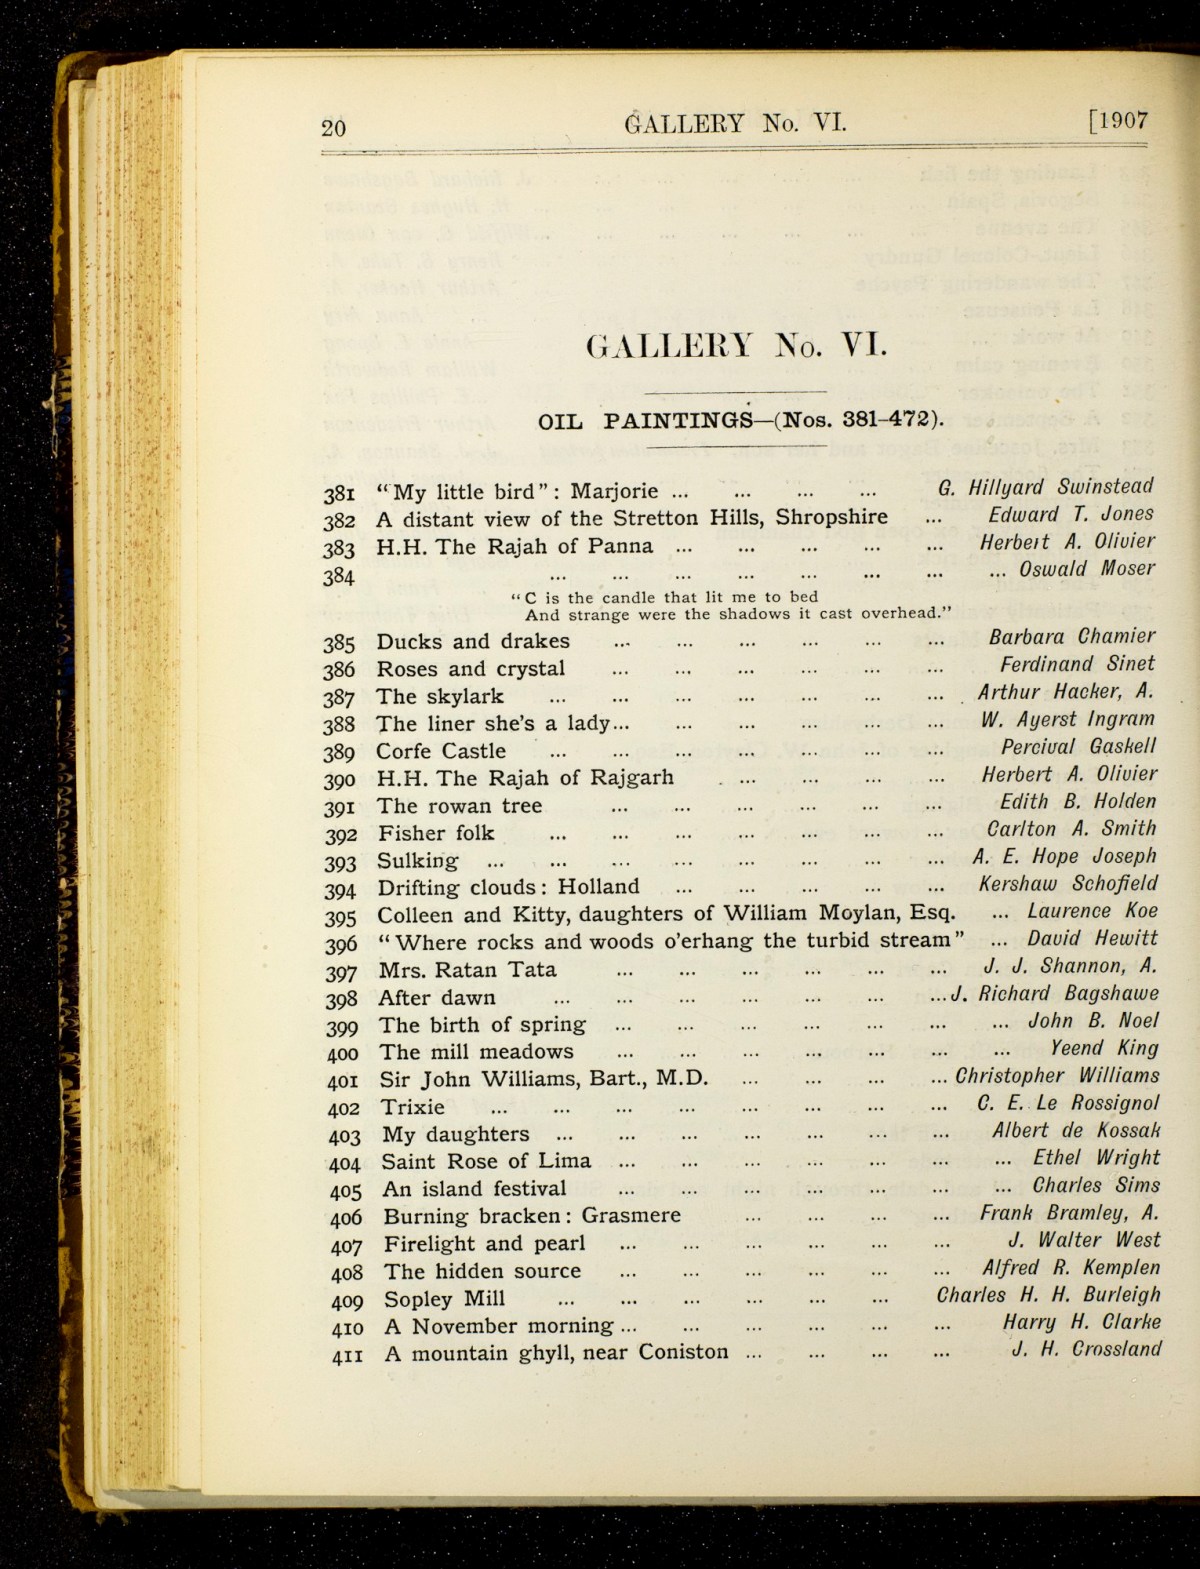 20 GALLERY No. VI. [1907
GALLERY No. VI.
OIL PAINTINGS—(Nos. 381-472).
381 "My little bird": Marjorie ... ... ... ... G. Hillyard Swinstead
382 A distant view of the Stretton Hills, Shropshire ... Edward T. Jones
383 H.H. The Rajah of Panna ... ... ... ... ... Herbert A. Olivier
384 ... ... ... ... ... ... ... ... Oswald Moser
"C is the candle that lit me to bed
And strange were the shadows it cast overhead."
385 Ducks and drakes ... ... ... ... ... ... Barbara Chamier
386 Roses and crystal ... ... ... ... ... ... Ferdinand Sinet
387 The skylark ... ... ... ... ... ... ... Arthur Hacker, A.
388 The liner she's a lady... ... ... ... ... ... W. Ayerst Ingram
389 Corfe Castle ... ... ... ... ... ... ... Percival Gaskell
390 H.H. The Rajah of Rajgarh ... ... ... ... Herbert A. Olivier
391 The rowan tree ... ... ... ... ... ... Edith B. Holden
392 Fisher folk ... ... ... ... ... ... ... Carlton A. Smith
393 Sulking ... ... ... ... ... ... ... ... A. E. Hope Joseph
394 Drifting clouds: Holland ... ... ... ... ... Kershaw Schofield
395 Colleen and Kitty, daughters of William Moylan, Esq. ... Laurence Koe
396 "Where rocks and woods o'erhang the turbid stream" ... David Hewitt
397 Mrs. Ratan Tata ... ... ... ... ... ... J. J. Shannon, A.
398 After dawn ... ... ... ... ... ... ...J. Richard Bagshawe
399 The birth of spring ... ... ... ... ... ... ... John B. Noel
400 The mill meadows ... ... ... ... ... ... ... Yeend King
401 Sir John Williams, Bart., M.D. ... ... ... ... Christopher Williams
402 Trixie ... ... ... ... ... ... ... ... C. E. Le Rossignol
403 My daughters ... ... ... ... ... ... ... Albert de Kossak
404 Saint Rose of Lima ... ... ... ... ... ... ... Ethel Wright
405 An island festival ... ... ... ... ... ... ... Charles Sims
406 Burning bracken: Grasmere ... ... ... ... Frank Bramley, A.
407 Firelight and pearl ... ... ... ... ... ... J. Walter West
408 The hidden source ... ... ... ... ... ... Alfred R. Kemplen
409 Sopley Mill ... ... ... ... ... ... Charles H. H. Burleigh
410 A November morning ... ... ... ... ... ... Harry H. Clarke
411 A mountain ghyll, near Coniston ... ... ... ... J. H. Crossland